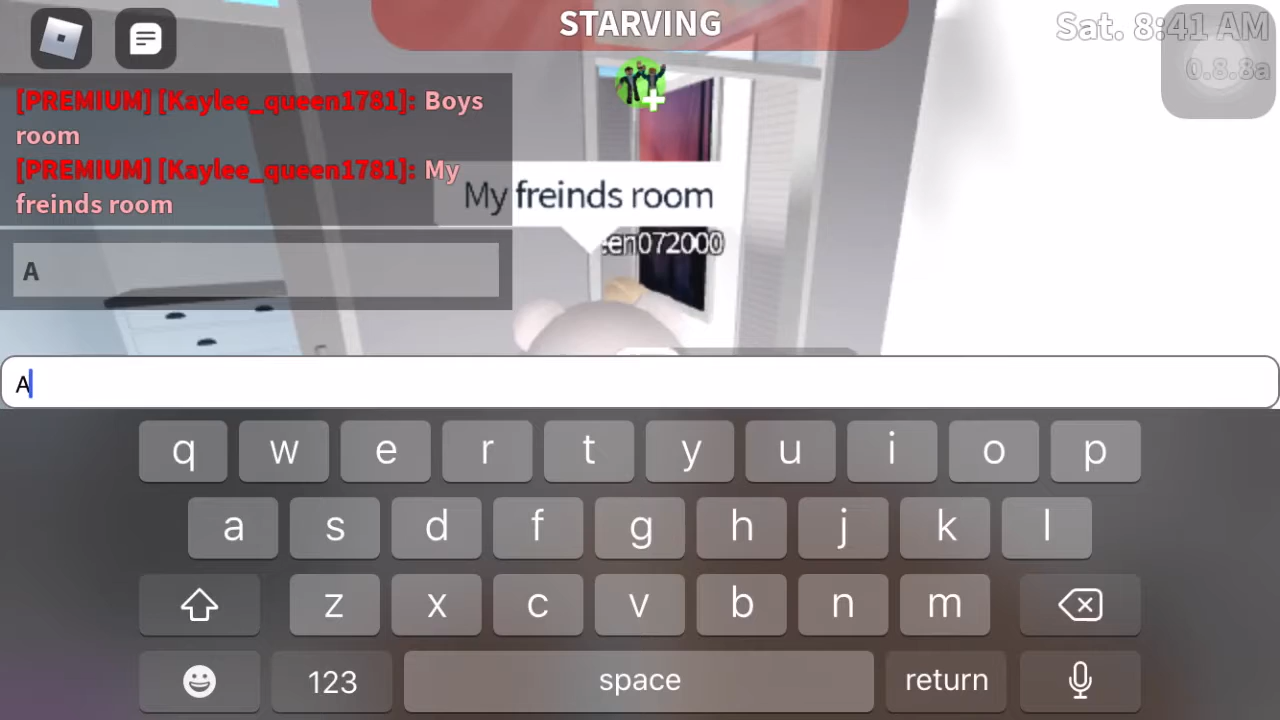 STARVING
Sat. 8:41 AM
0.8.8a
[PREMIUM] [Kaylee_queen1781]: Boys
room
[PREMIUM] [Kaylee_queen1781]: My
freinds room
My freinds room
een072000
A
A
q w e r t y u i o p
a s d f g h j k l
z x c v b n m
123 space return